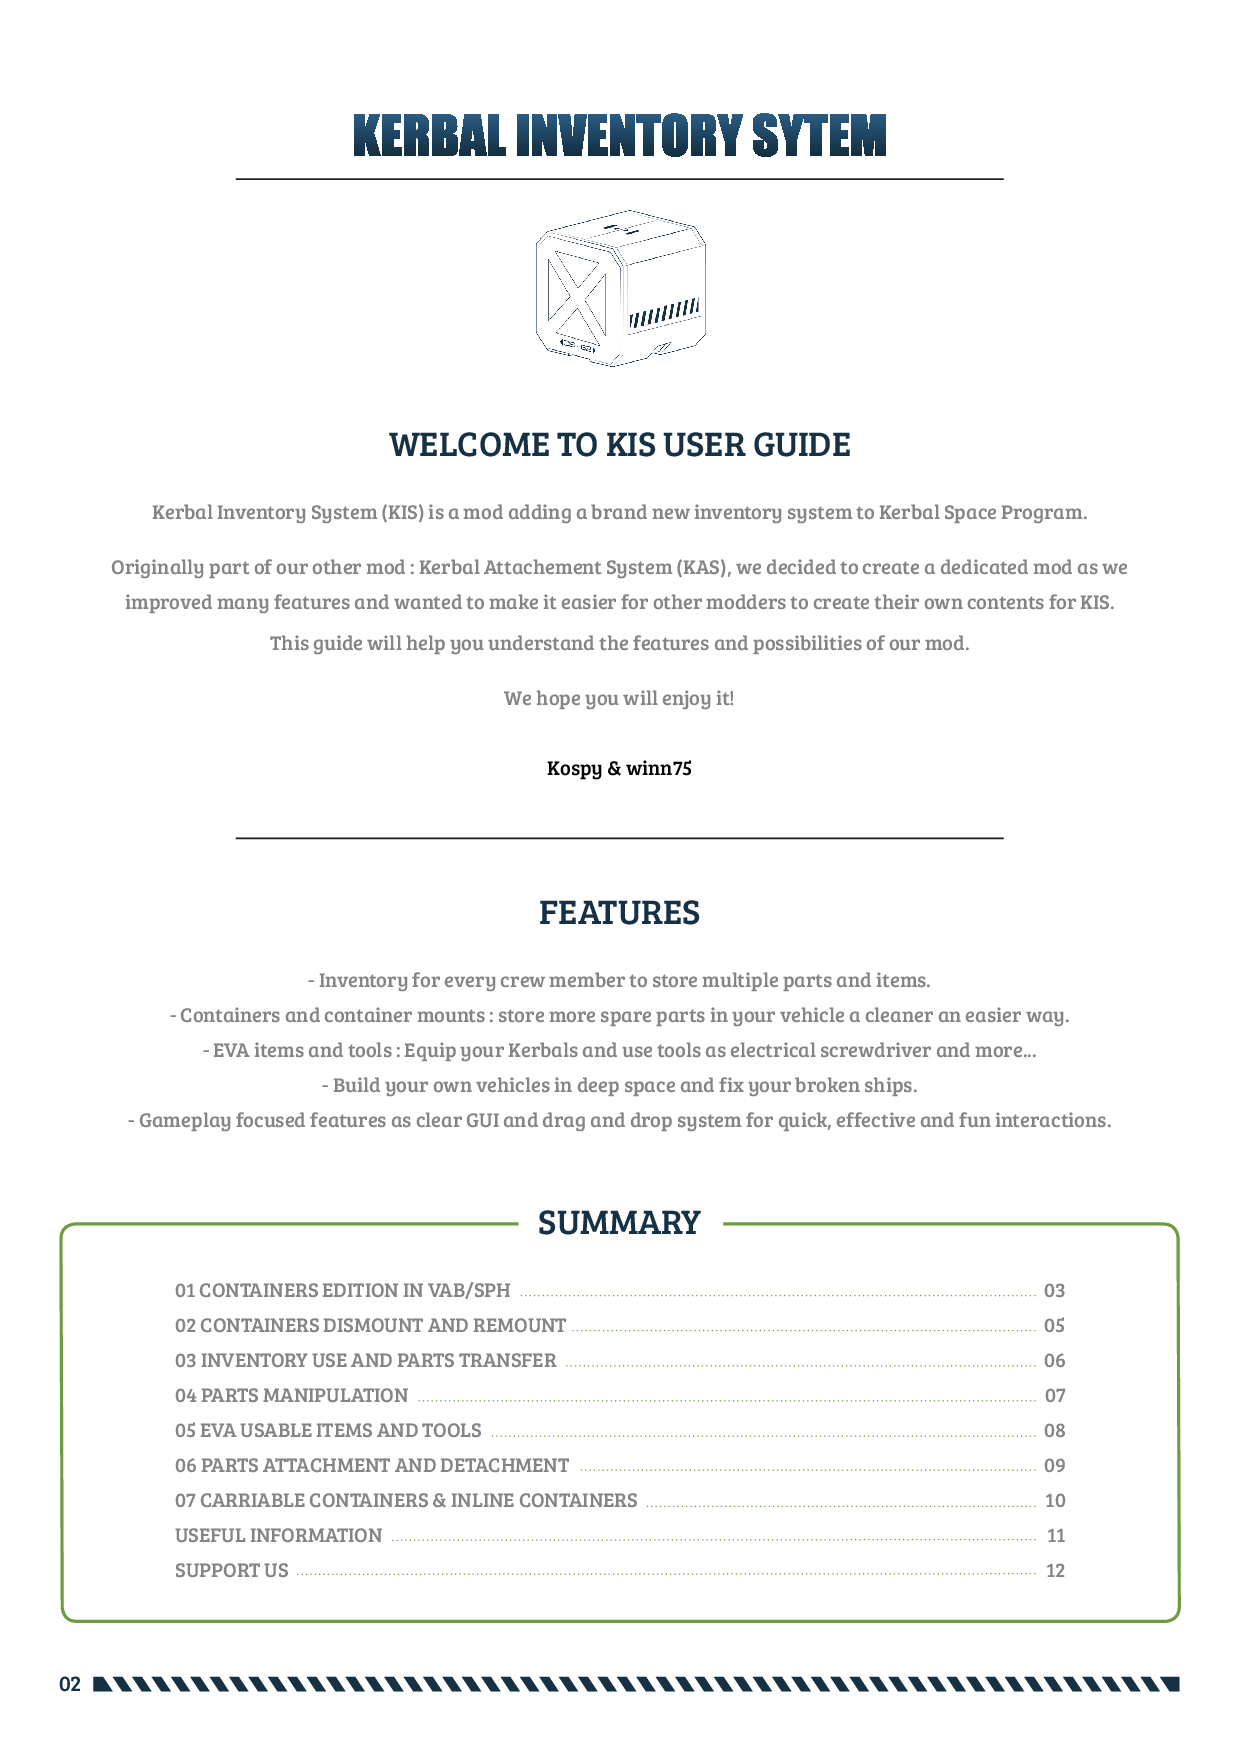 KERBAL INVENTORY SYTEM
WELCOME TO KIS USER GUIDE
Kerbal Inventory System (KIS) is a mod adding a brand new inventory system to Kerbal Space Program.
Originally part of our other mod : Kerbal Attachement System (KAS), we decided to create a dedicated mod as we
improved many features and wanted to make it easier for other modders to create their own contents for KIS.
This guide will help you understand the features and possibilities of our mod.
We hope you will enjoy it!
Kospy & winn75
FEATURES
- Inventory for every crew member to store multiple parts and items.
- Containers and container mounts : store more spare parts in your vehicle a cleaner an easier way.
- EVA items and tools : Equip your Kerbals and use tools as electrical screwdriver and more...
- Build your own vehicles in deep space and fix your broken ships.
- Gameplay focused features as clear GUI and drag and drop system for quick, effective and fun interactions.
SUMMARY
01 CONTAINERS EDITION IN VAB/SPH 03
02 CONTAINERS DISMOUNT AND REMOUNT 05
03 INVENTORY USE AND PARTS TRANSFER 06
04 PARTS MANIPULATION 07
05 EVA USABLE ITEMS AND TOOLS 08
06 PARTS ATTACHMENT AND DETACHMENT 09
07 CARRIABLE CONTAINERS & INLINE CONTAINERS 10
USEFUL INFORMATION 11
SUPPORT US 12
02